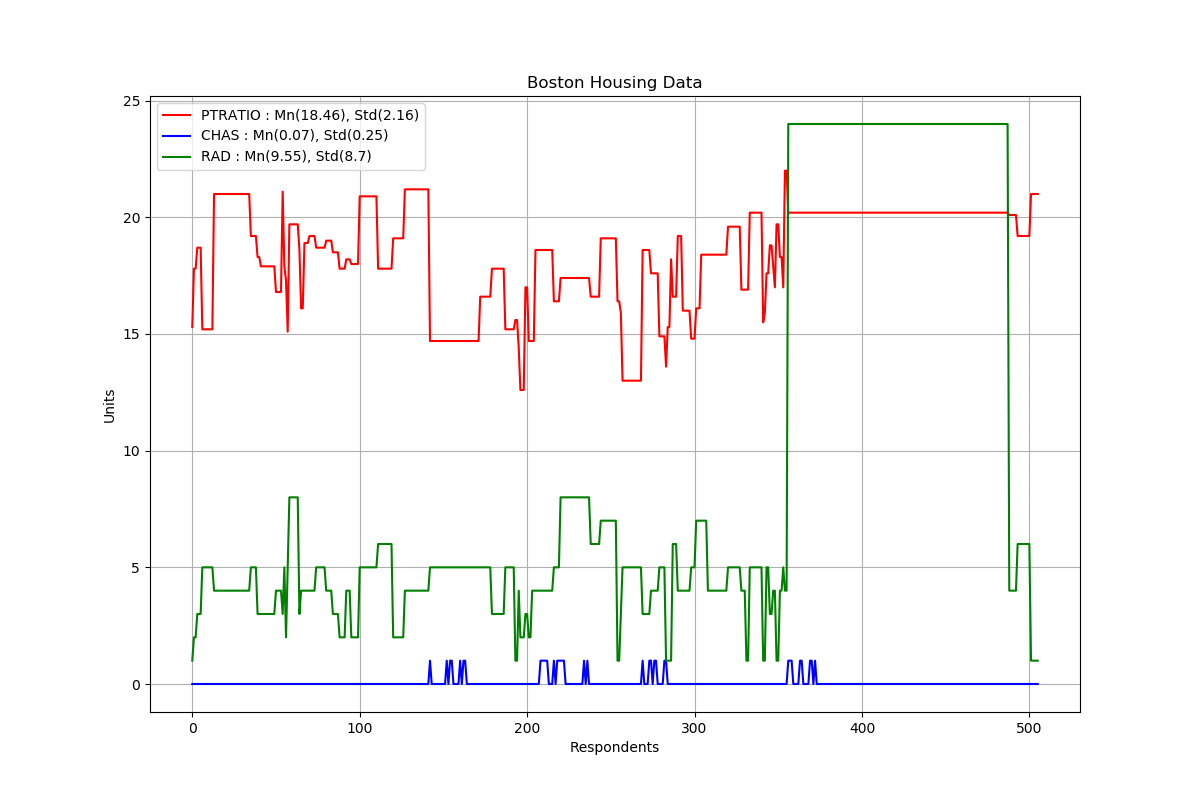 Boston Housing Data
PTRATIO : Mn(18.46), Std(2.16)
CHAS : Mn(0.07), Std(0.25)
RAD : Mn(9.55), Std(8.7)
25
20
15
10
5
0
Units
0 100 200 300 400 500
Respondents